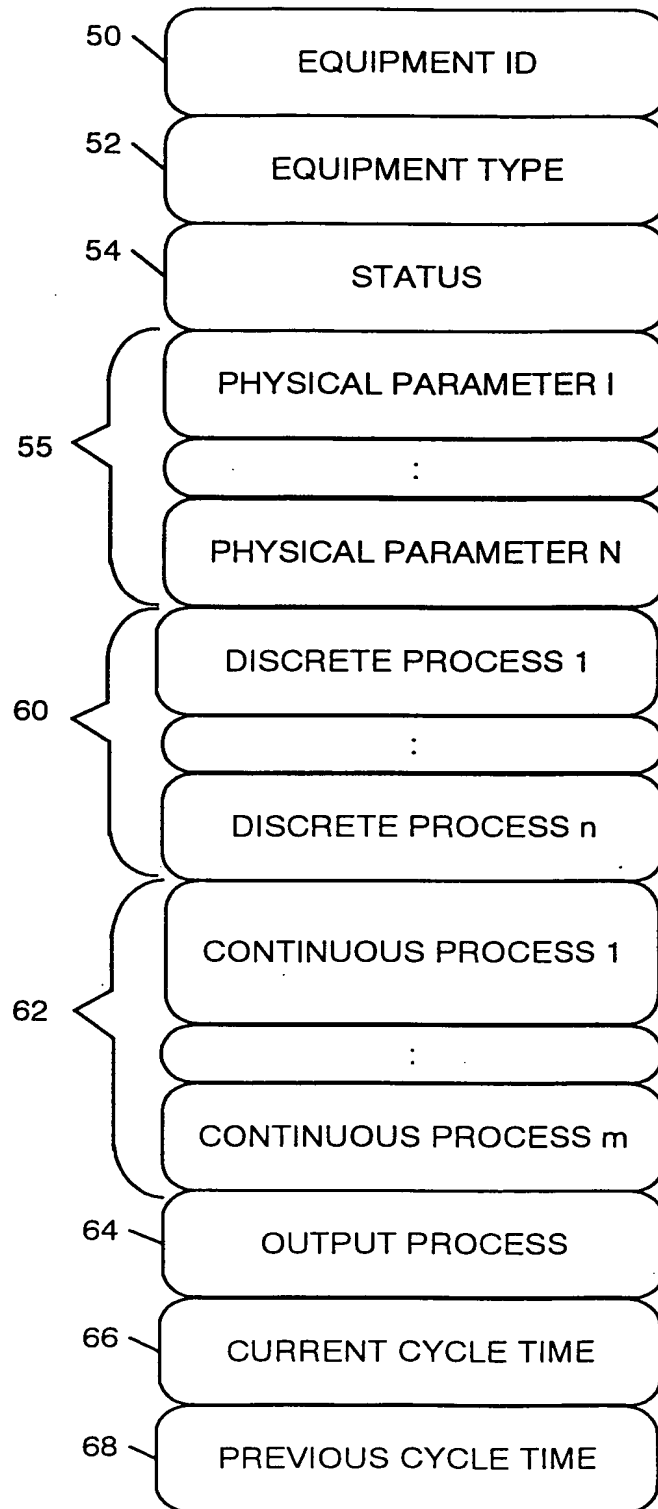 50 EQUIPMENT ID
52 EQUIPMENT TYPE
54 STATUS
55 PHYSICAL PARAMETER I
:
PHYSICAL PARAMETER N
60 DISCRETE PROCESS 1
:
DISCRETE PROCESS n
62 CONTINUOUS PROCESS 1
:
CONTINUOUS PROCESS m
64 OUTPUT PROCESS
66 CURRENT CYCLE TIME
68 PREVIOUS CYCLE TIME